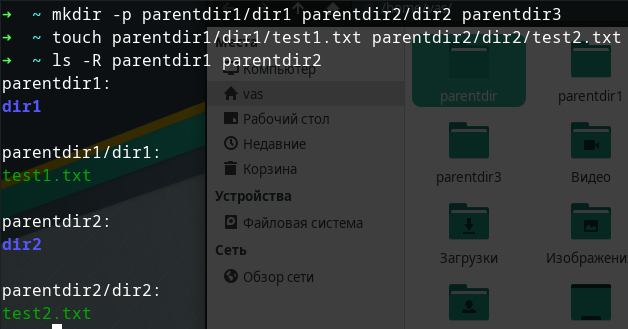 ➜ ~ mkdir -p parentdir1/dir1 parentdir2/dir2 parentdir3
➜ ~ touch parentdir1/dir1/test1.txt parentdir2/dir2/test2.txt
➜ ~ ls -R parentdir1 parentdir2
parentdir1:
dir1
parentdir1/dir1:
test1.txt
parentdir2:
dir2
parentdir2/dir2:
test2.txt
/home/vas/
Места
Компьютер
vas
Рабочий стол
Недавние
Корзина
Устройства
Файловая система
Сеть
Обзор сети
parentdir
parentdir1
parentdir3
Видео
Загрузки
Изображени